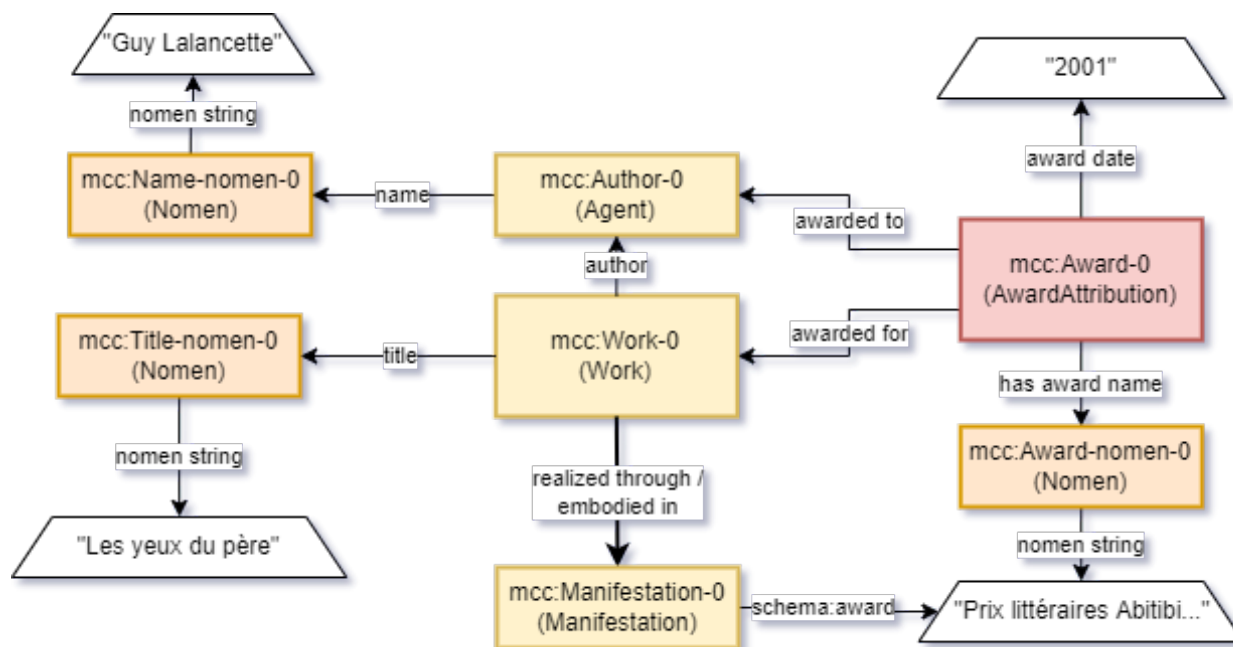 "Guy Lalancette"
"2001"
nomen string
award date
mcc:Name-nomen-0
(Nomen)
name
mcc:Author-0
(Agent)
awarded to
author
mcc:Award-0
(AwardAttribution)
mcc:Title-nomen-0
(Nomen)
title
mcc:Work-0
(Work)
awarded for
has award name
nomen string
realized through /
embodied in
mcc:Award-nomen-0
(Nomen)
"Les yeux du père"
nomen string
mcc:Manifestation-0
(Manifestation)
schema:award
"Prix littéraires Abitibi..."